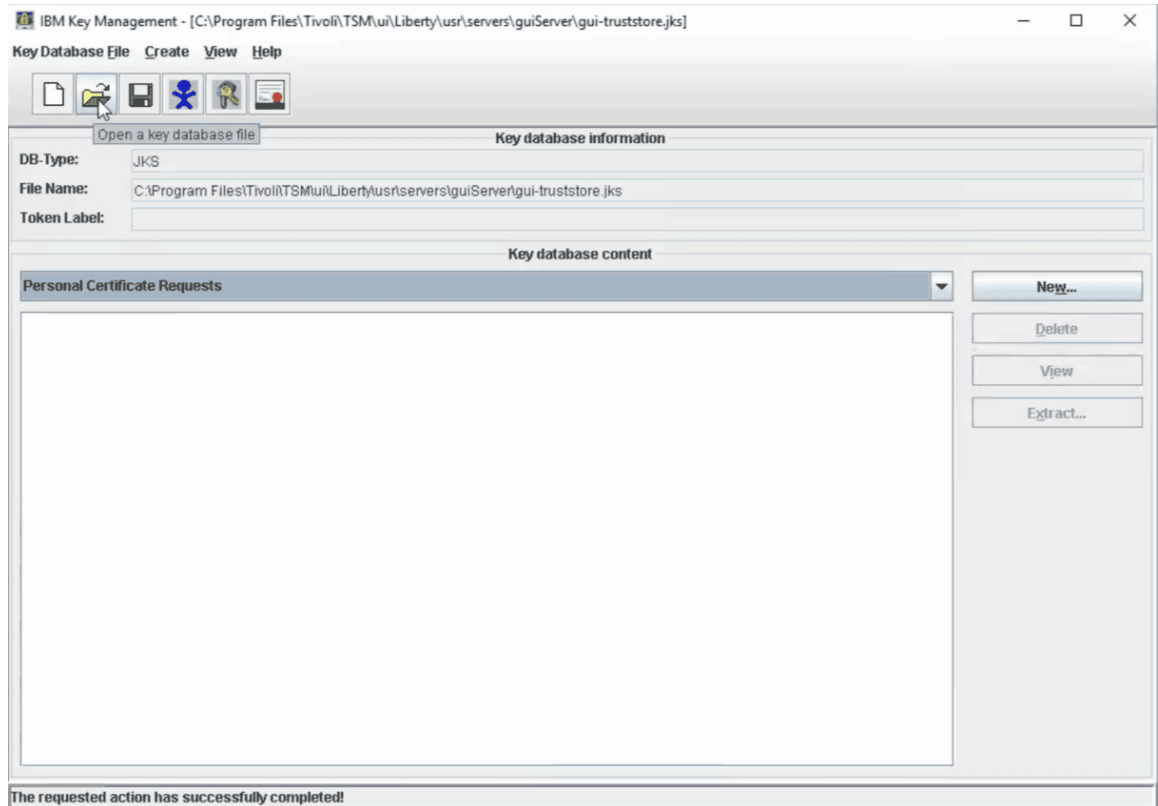 IBM Key Management - [C:\Program Files\Tivoli\TSM\ui\Liberty\usr\servers\guiServer\gui-truststore.jks]
Key Database File Create View Help
Open a key database file
Key database information
DB-Type: JKS
File Name: C:\Program Files\Tivoli\TSM\ui\Liberty\usr\servers\guiServer\gui-truststore.jks
Token Label:
Key database content
Personal Certificate Requests
New...
Delete
View
Extract...
The requested action has successfully completed!